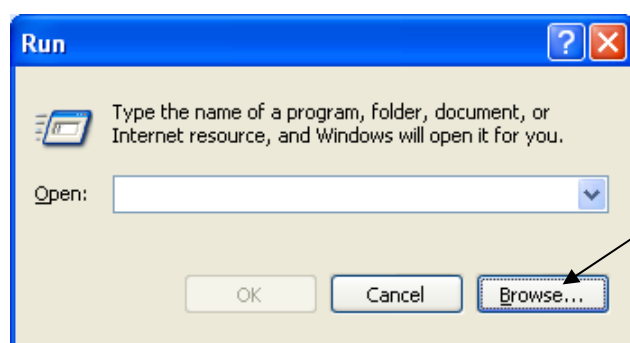 Run
?
Type the name of a program, folder, document, or
Internet resource, and Windows will open it for you.
Open:
OK Cancel Browse...